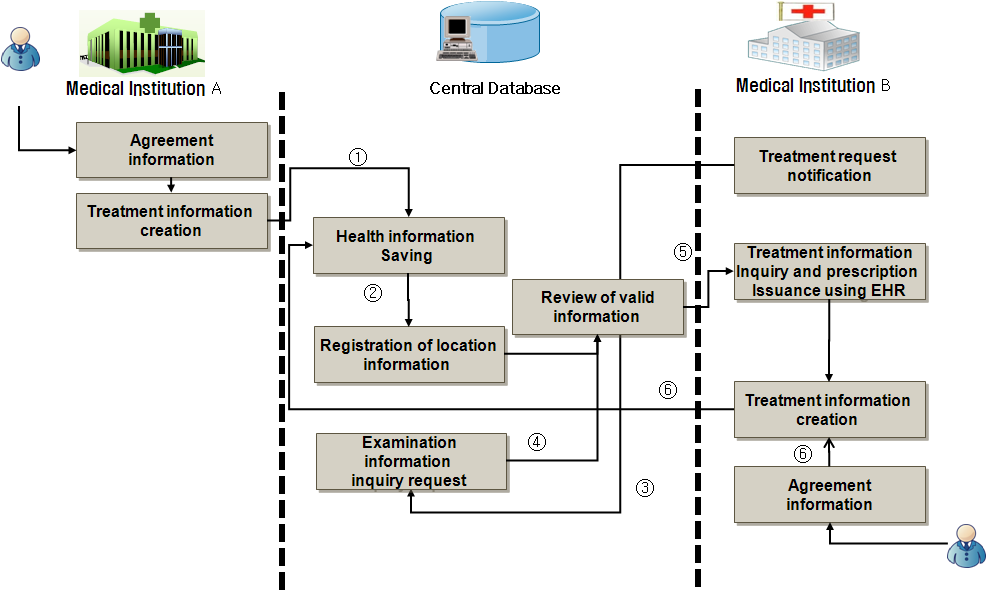 Medical Institution A
Central Database
Medical Institution B
Agreement
information
Treatment information
creation
①
Health information
Saving
②
Registration of location
information
Examination
information
inquiry request
④
③
Review of valid
information
⑤
⑥
Treatment request
notification
Treatment information
Inquiry and prescription
Issuance using EHR
Treatment information
creation
⑥
Agreement
information